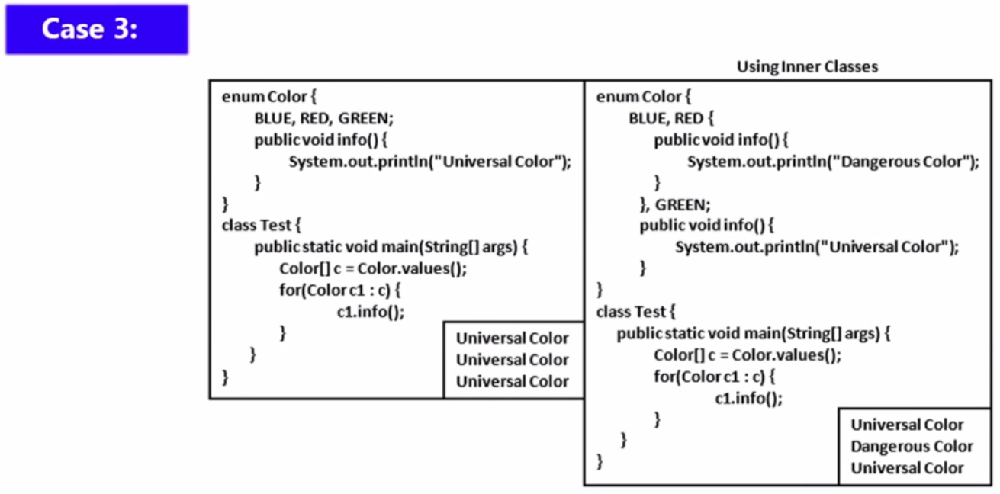 Case 3:
enum Color {
BLUE, RED, GREEN;
public void info() {
System.out.println("Universal Color");
}
}
class Test {
public static void main(String[] args) {
Color[] c = Color.values();
for(Color c1 : c) {
c1.info();
}
}
}
Universal Color
Universal Color
Universal Color
Using Inner Classes
enum Color {
BLUE, RED {
public void info() {
System.out.println("Dangerous Color");
}
}, GREEN;
public void info() {
System.out.println("Universal Color");
}
}
class Test {
public static void main(String[] args) {
Color[] c = Color.values();
for(Color c1 : c) {
c1.info();
}
}
}
Universal Color
Dangerous Color
Universal Color